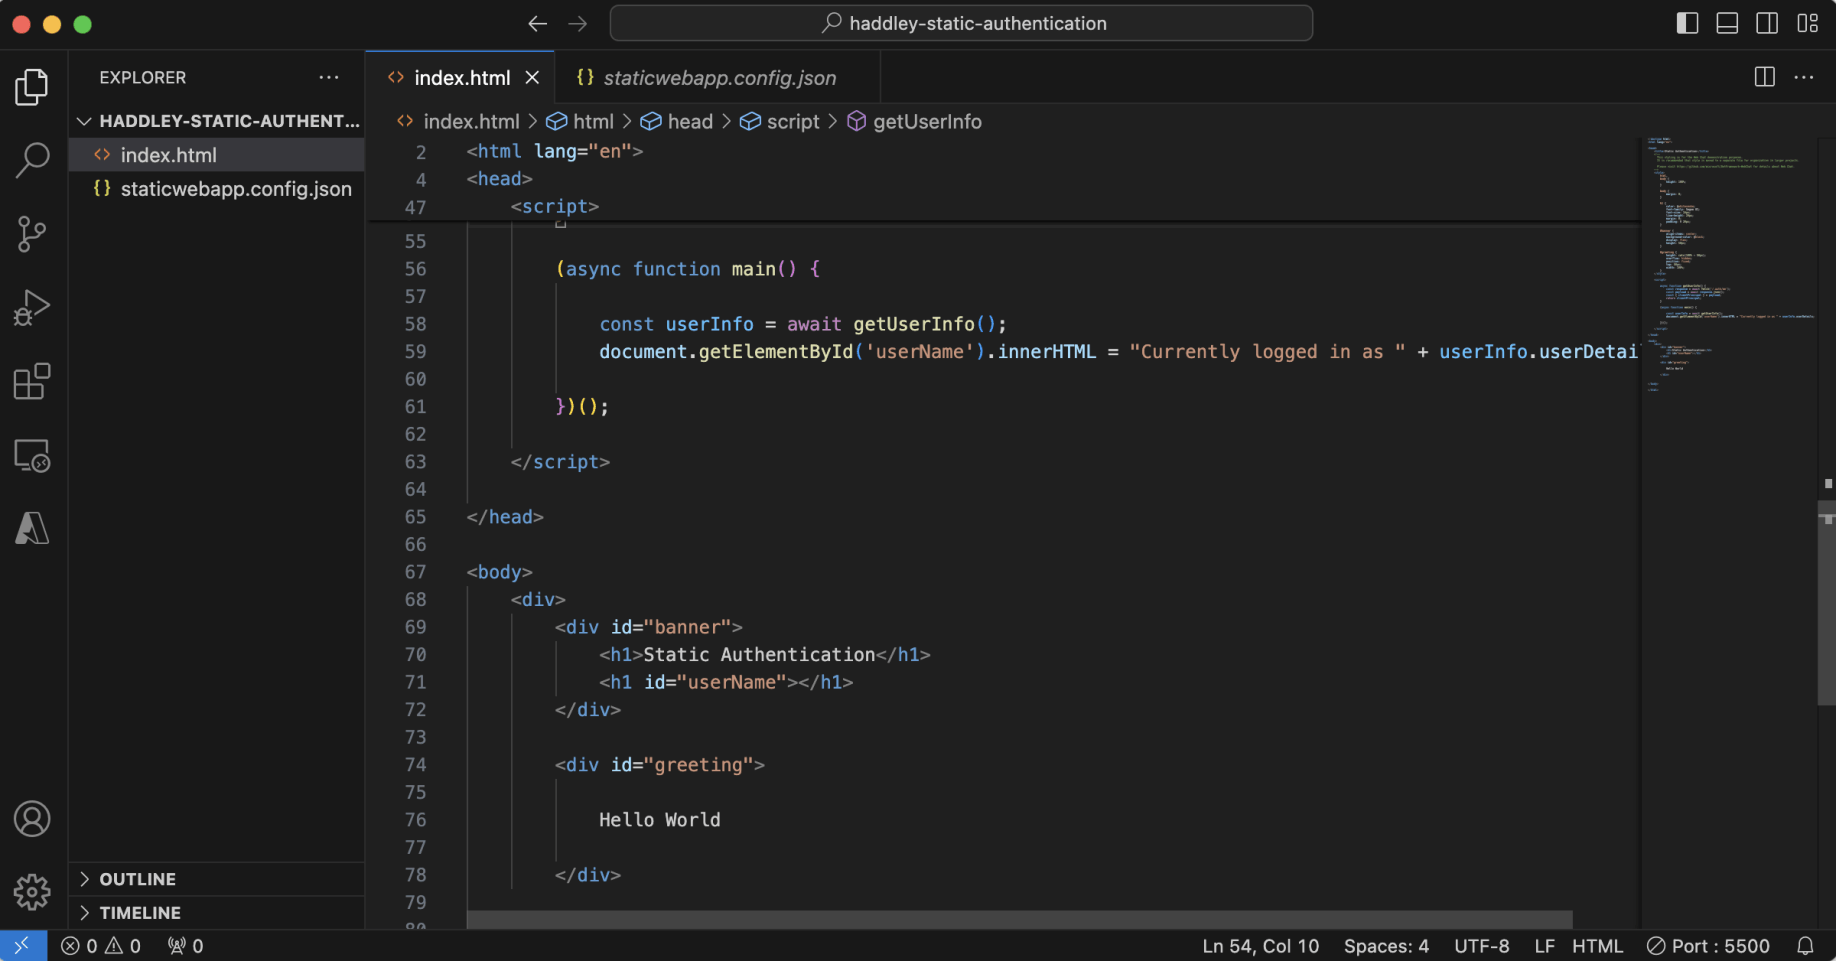 haddley-static-authentication
EXPLORER
HADDLEY-STATIC-AUTHENT...
index.html
staticwebapp.config.json
OUTLINE
TIMELINE
index.html
{} staticwebapp.config.json
index.html > html > head > script > getUserInfo
2 <html lang="en">
4 <head>
47 <script>
55
56 (async function main() {
57
58 const userInfo = await getUserInfo();
59 document.getElementById('userName').innerHTML = "Currently logged in as " + userInfo.userDetai
60
61 })();
62
63 </script>
64
65 </head>
66
67 <body>
68 <div>
69 <div id="banner">
70 <h1>Static Authentication</h1>
71 <h1 id="userName"></h1>
72 </div>
73
74 <div id="greeting">
75
76 Hello World
77
78 </div>
79
80
0 0 0
Ln 54, Col 10 Spaces: 4 UTF-8 LF HTML Port : 5500